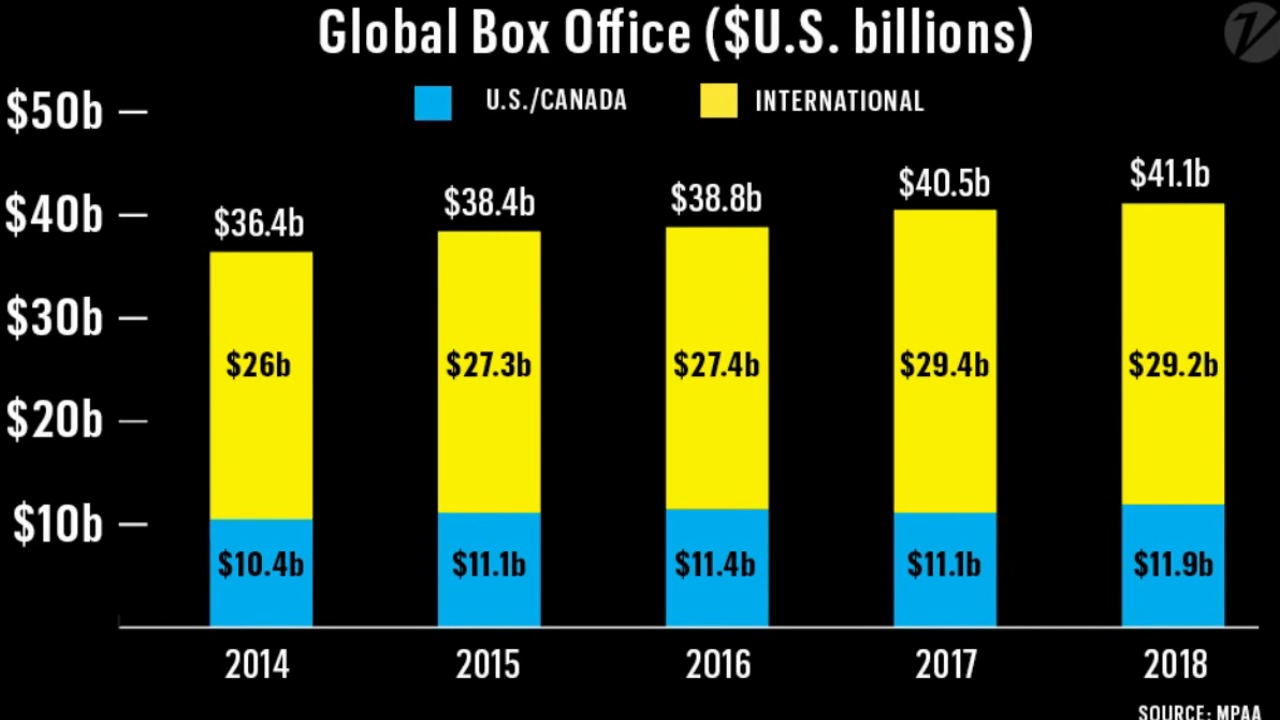 Global Box Office ($U.S. billions)
U.S./CANADA INTERNATIONAL
$50b
$40b
$30b
$20b
$10b
$36.4b $38.4b $38.8b $40.5b $41.1b
$26b $27.3b $27.4b $29.4b $29.2b
$10.4b $11.1b $11.4b $11.1b $11.9b
2014 2015 2016 2017 2018
SOURCE: MPAA